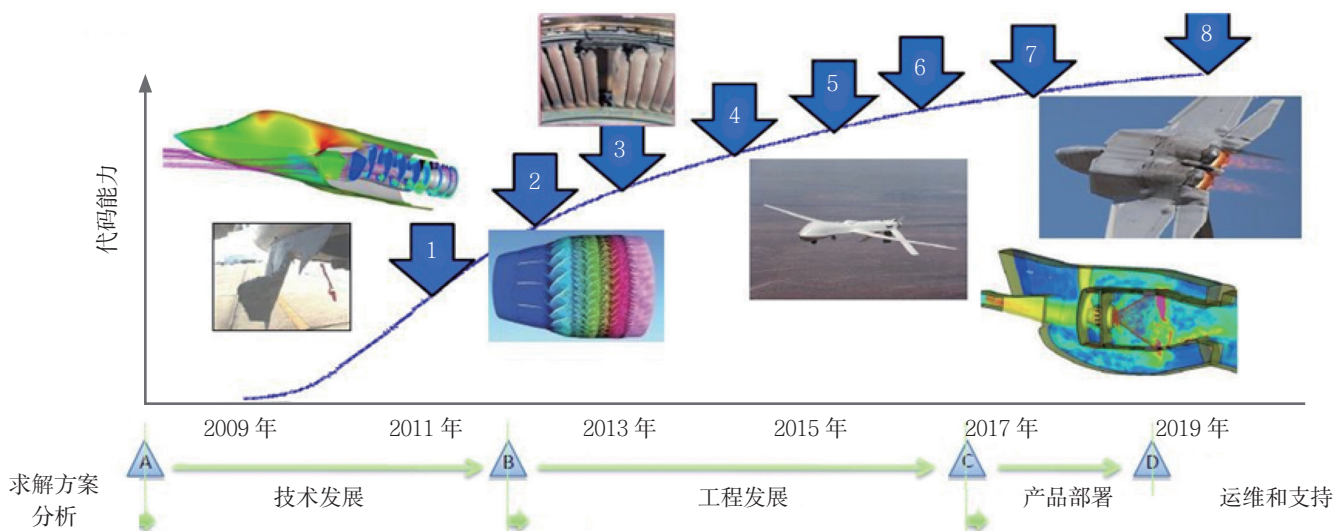 8
7
6
5
4
3
2
1
代码能力
2009 年
2011 年
2013 年
2015 年
2017 年
2019 年
A
B
C
D
求解方案
分析
技术发展
工程发展
产品部署
运维和支持